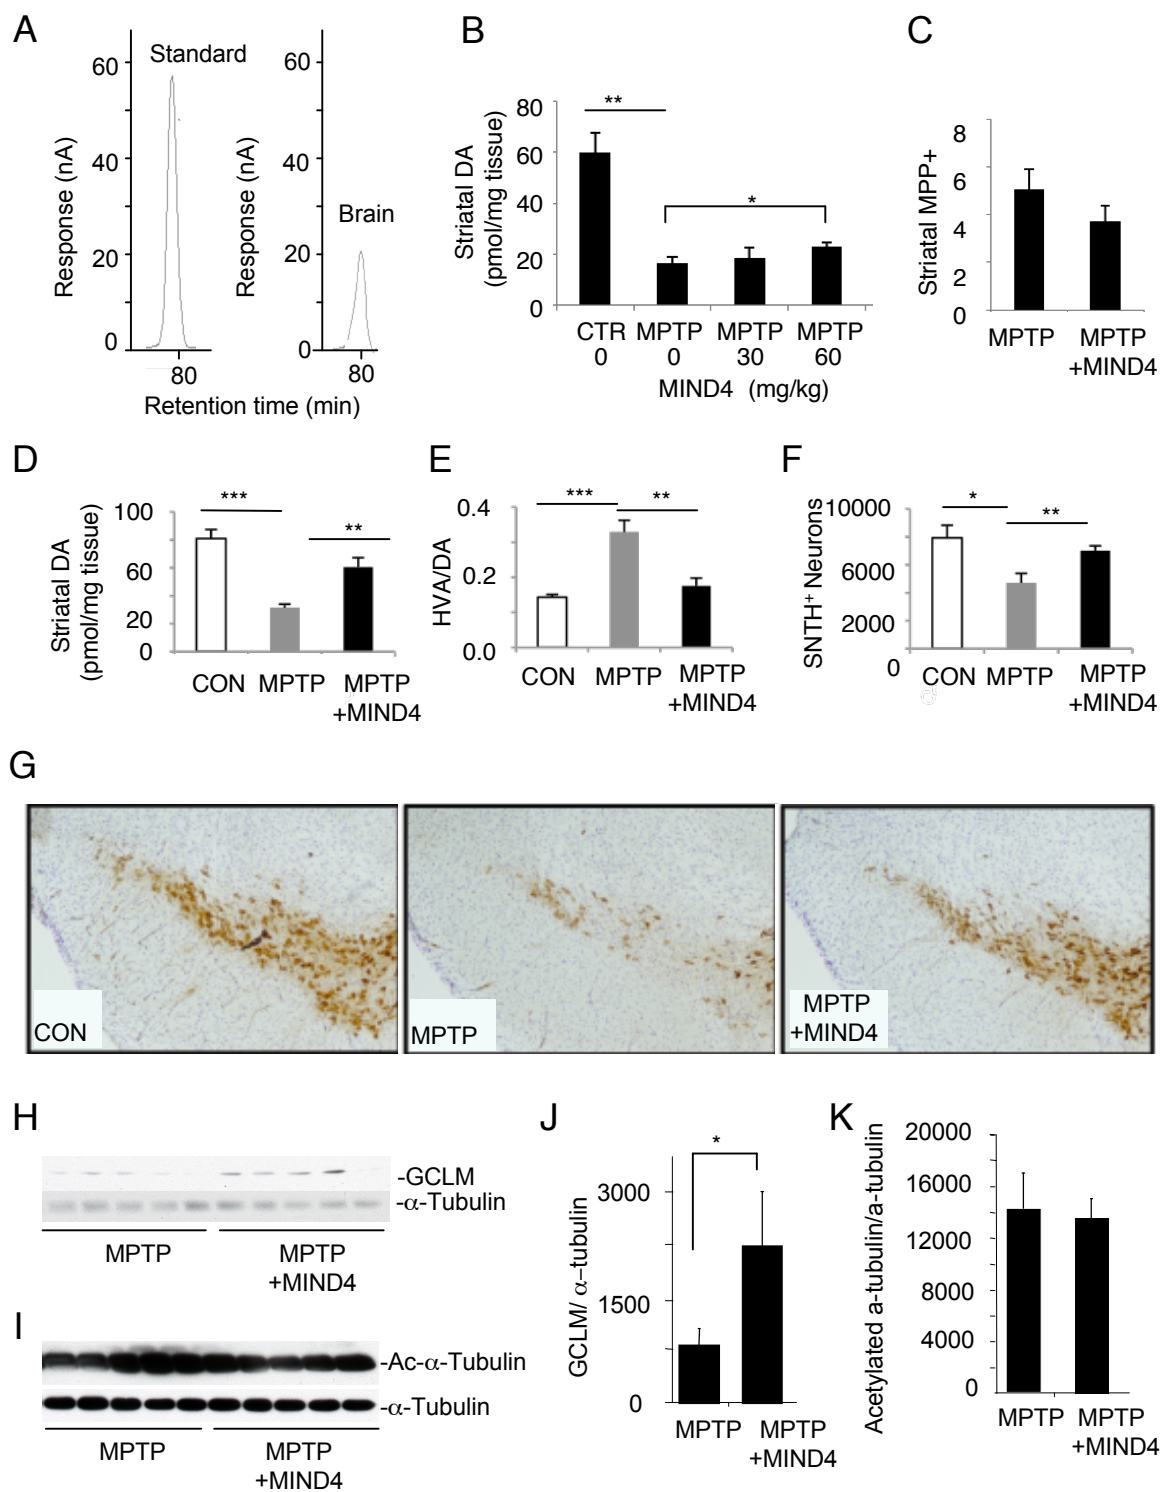 A
Standard
Response (nA)
60
40
20
0
80
Response (nA)
60
40
20
0
Brain
80
Retention time (min)
B
Striatal DA
(pmol/mg tissue)
80
60
40
20
0
**
*
CTR MPTP MPTP MPTP
0 0 30 60
MIND4 (mg/kg)
C
Striatal MPP+
8
6
4
2
0
MPTP MPTP
+MIND4
D
Striatal DA
(pmol/mg tissue)
100
60
20
0
***
**
CON MPTP MPTP
+MIND4
E
HVA/DA
0.4
0.2
0.0
***
**
CON MPTP MPTP
+MIND4
F
SNTH+ Neurons
10000
6000
2000
0
*
**
CON MPTP MPTP
+MIND4
G
CON
MPTP
MPTP
+MIND4
H
-GCLM
-α-Tubulin
MPTP MPTP
+MIND4
I
-Ac-α-Tubulin
-α-Tubulin
MPTP MPTP
+MIND4
J
GCLM/ α-tubulin
3000
1500
0
*
MPTP MPTP
+MIND4
K
Acetylated a-tubulin/a-tubulin
20000
16000
12000
8000
4000
0
MPTP MPTP
+MIND4